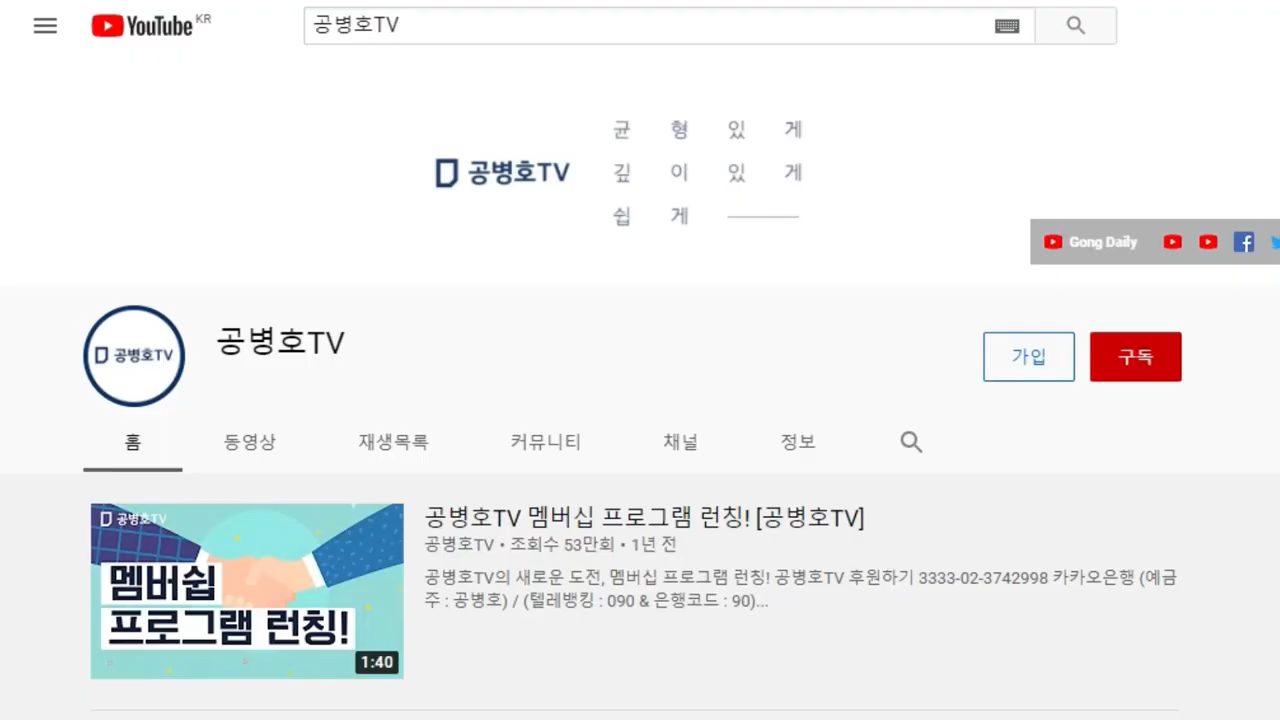 YouTube KR
공병호TV
균형있게
공병호TV
깊이있게
쉽게
Gong Daily
공병호TV
공병호TV
가입
구독
홈
동영상
재생목록
커뮤니티
채널
정보
공병호TV
멤버쉽
프로그램 런칭!
1:40
공병호TV 멤버십 프로그램 런칭! [공병호TV]
공병호TV • 조회수 53만회 • 1년 전
공병호TV의 새로운 도전, 멤버십 프로그램 런칭! 공병호TV 후원하기 3333-02-3742998 카카오은행 (예금
주 : 공병호) / (텔레뱅킹 : 090 & 은행코드 : 90)...